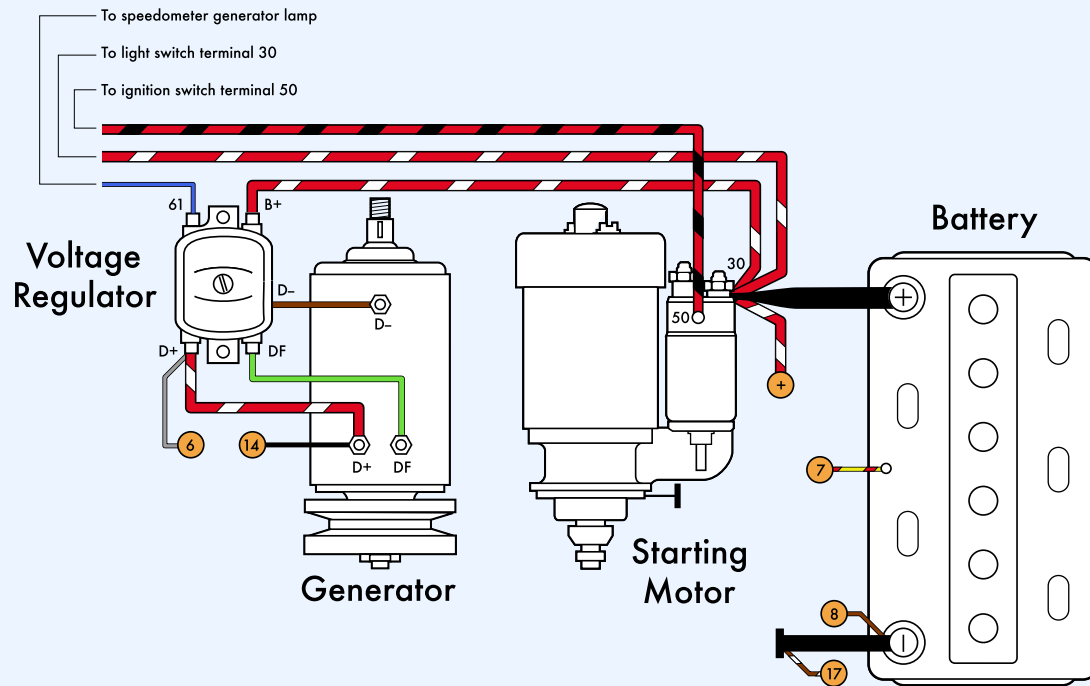 To speedometer generator lamp
To light switch terminal 30
To ignition switch terminal 50
61
B+
Battery
Voltage
Regulator
30
D–
D–
50
+
D+
DF
+
6
14
D+
DF
7
Starting
Motor
Generator
8
–
17